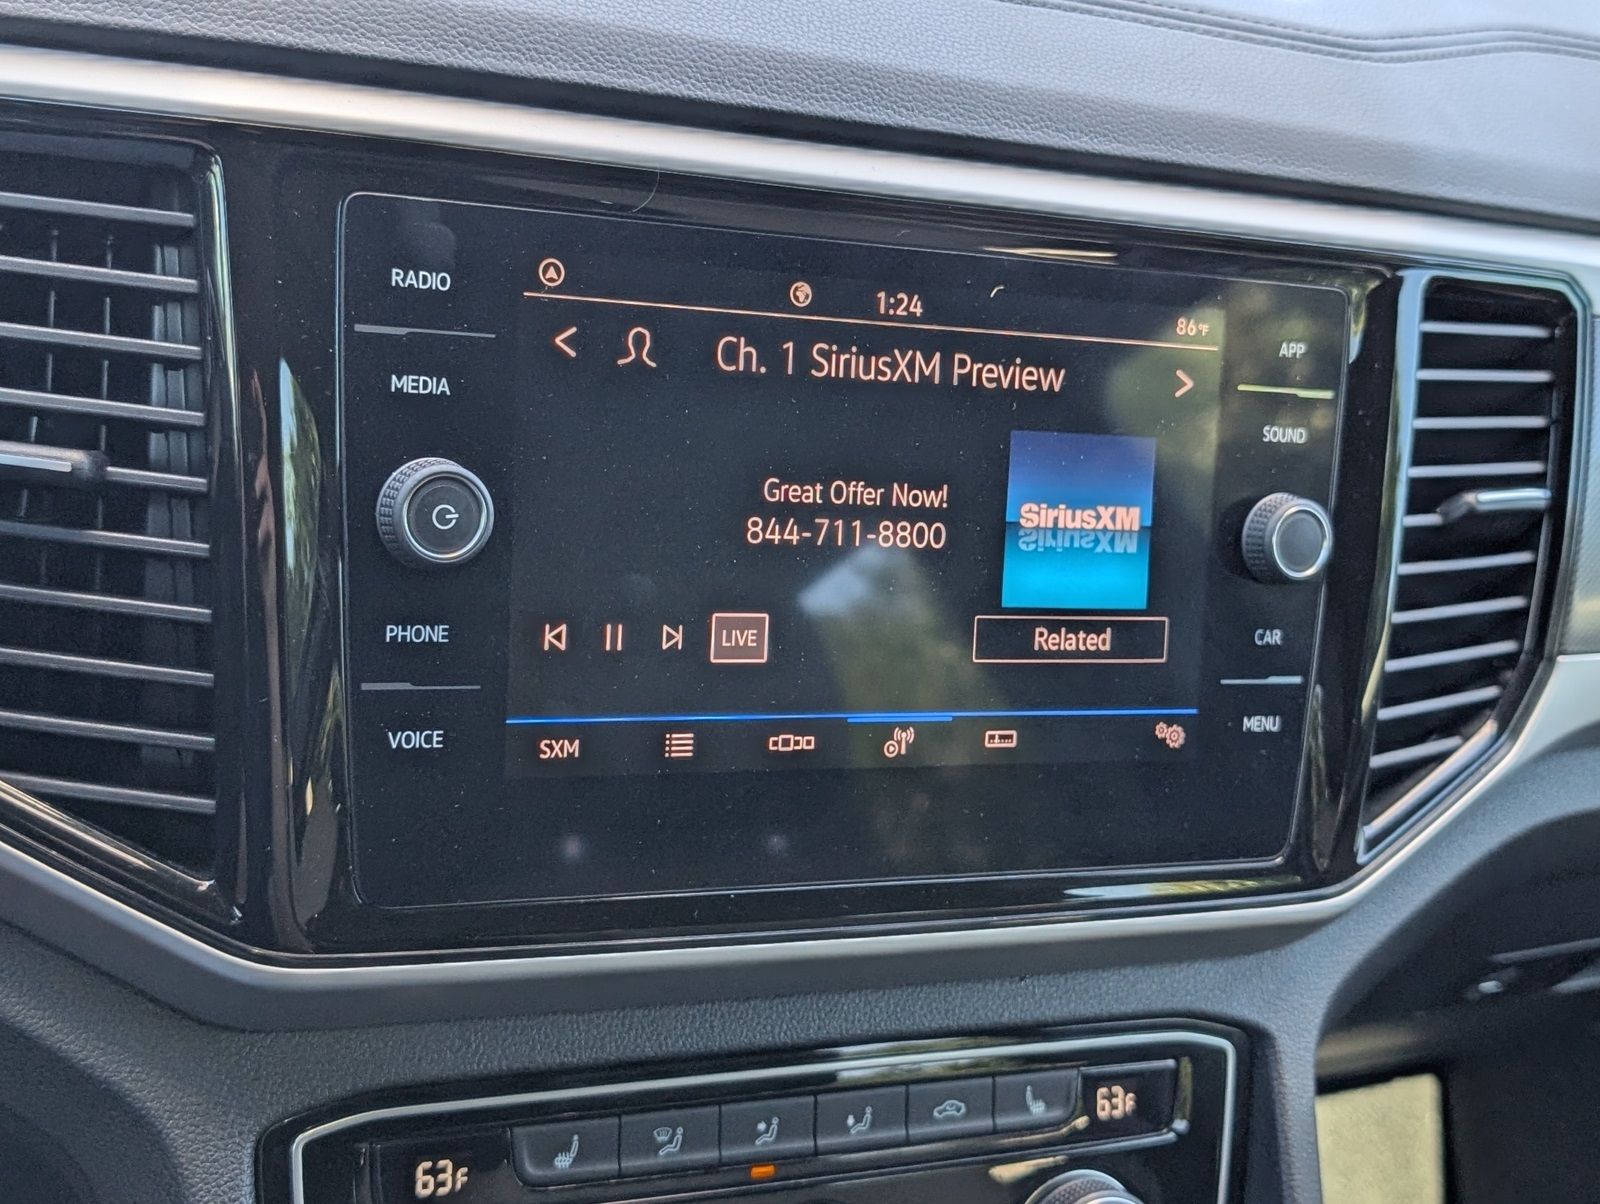 RADIO
MEDIA
PHONE
VOICE
1:24
86°F
Ch. 1 SiriusXM Preview
Great Offer Now!
844-711-8800
SiriusXM
LIVE
Related
SXM
APP
SOUND
CAR
MENU
63F
63F